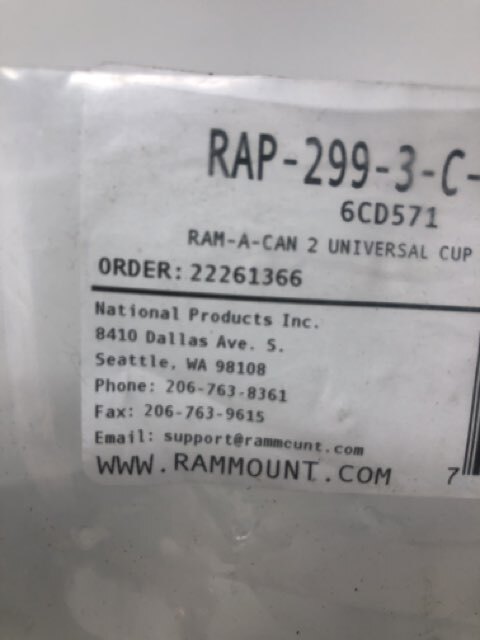 RAP-299-3-C-
6CD571
RAM-A-CAN 2 UNIVERSAL CUP
ORDER: 22261366
National Products Inc.
8410 Dallas Ave. S.
Seattle, WA 98108
Phone: 206-763-8361
Fax: 206-763-9615
Email: support@rammount.com
WWW.RAMMOUNT.COM
7